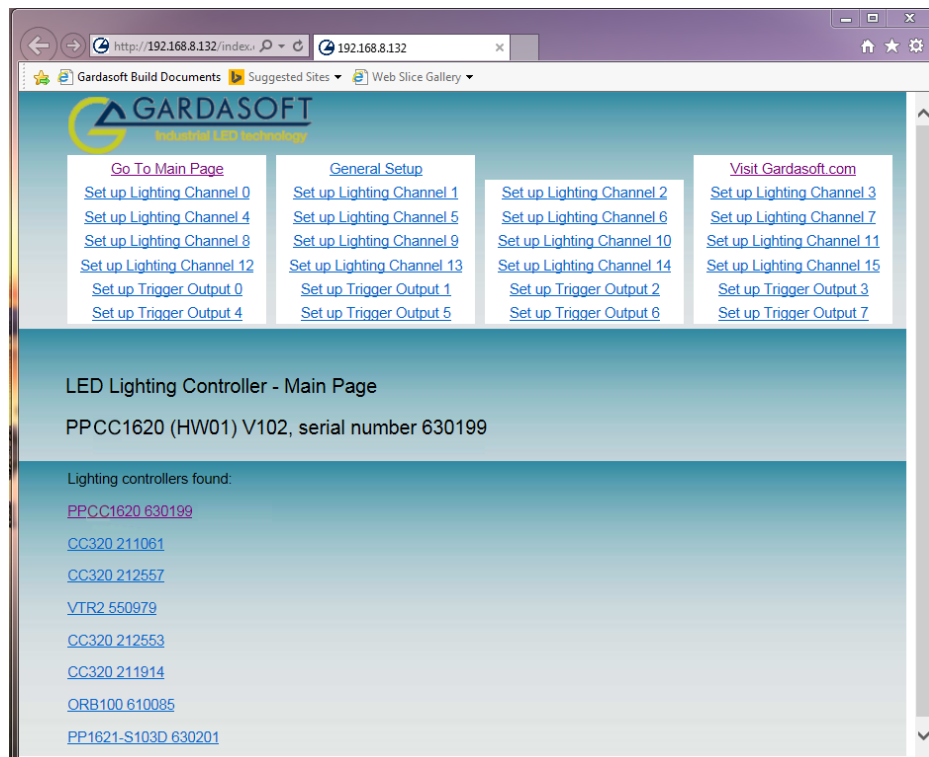 http://192.168.8.132/index.
192.168.8.132
Gardasoft Build Documents Suggested Sites Web Slice Gallery
GARDASOFT
Industrial LED technology
Go To Main Page General Setup Visit Gardasoft.com
Set up Lighting Channel 0 Set up Lighting Channel 1 Set up Lighting Channel 2 Set up Lighting Channel 3
Set up Lighting Channel 4 Set up Lighting Channel 5 Set up Lighting Channel 6 Set up Lighting Channel 7
Set up Lighting Channel 8 Set up Lighting Channel 9 Set up Lighting Channel 10 Set up Lighting Channel 11
Set up Lighting Channel 12 Set up Lighting Channel 13 Set up Lighting Channel 14 Set up Lighting Channel 15
Set up Trigger Output 0 Set up Trigger Output 1 Set up Trigger Output 2 Set up Trigger Output 3
Set up Trigger Output 4 Set up Trigger Output 5 Set up Trigger Output 6 Set up Trigger Output 7
LED Lighting Controller - Main Page
PPCC1620 (HW01) V102, serial number 630199
Lighting controllers found:
PPCC1620 630199
CC320 211061
CC320 212557
VTR2 550979
CC320 212553
CC320 211914
ORB100 610085
PP1621-S103D 630201